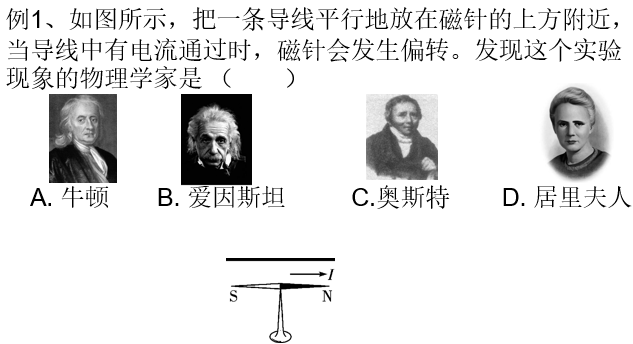 例1、如图所示，把一条导线平行地放在磁针的上方附近，
当导线中有电流通过时，磁针会发生偏转。发现这个实验
现象的物理学家是（　　）
A. 牛顿 B. 爱因斯坦 C.奥斯特 D. 居里夫人
I
S N